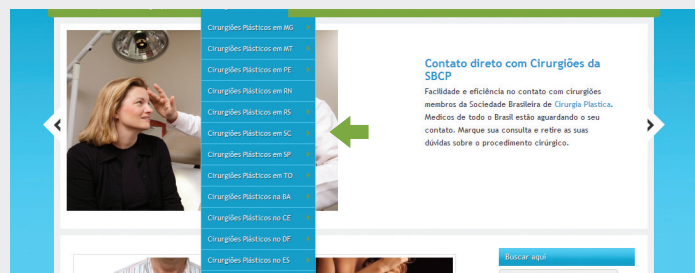 Cirurgiões Plásticos em MG
Cirurgiões Plásticos em MT
Cirurgiões Plásticos em PE
Cirurgiões Plásticos em RN
Cirurgiões Plásticos em RS
Cirurgiões Plásticos em SC
Cirurgiões Plásticos em SP
Cirurgiões Plásticos em TO
Cirurgiões Plásticos na BA
Cirurgiões Plásticos no CE
Cirurgiões Plásticos no DF
Cirurgiões Plásticos no ES
Contato direto com Cirurgiões da
SBCP
Facilidade e eficiência no contato com cirurgiões
membros da Sociedade Brasileira de Cirurgia Plastica.
Medicos de todo o Brasil estão aguardando o seu
contato. Marque sua consulta e retire as suas
dúvidas sobre o procedimento cirúrgico.
Buscar aqui